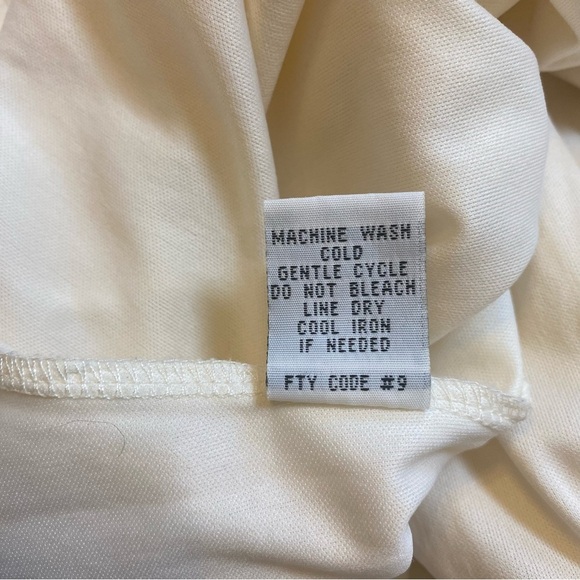 MACHINE WASH
COLD
GENTLE CYCLE
DO NOT BLEACH
LINE DRY
COOL IRON
IF NEEDED
FTY CODE #9